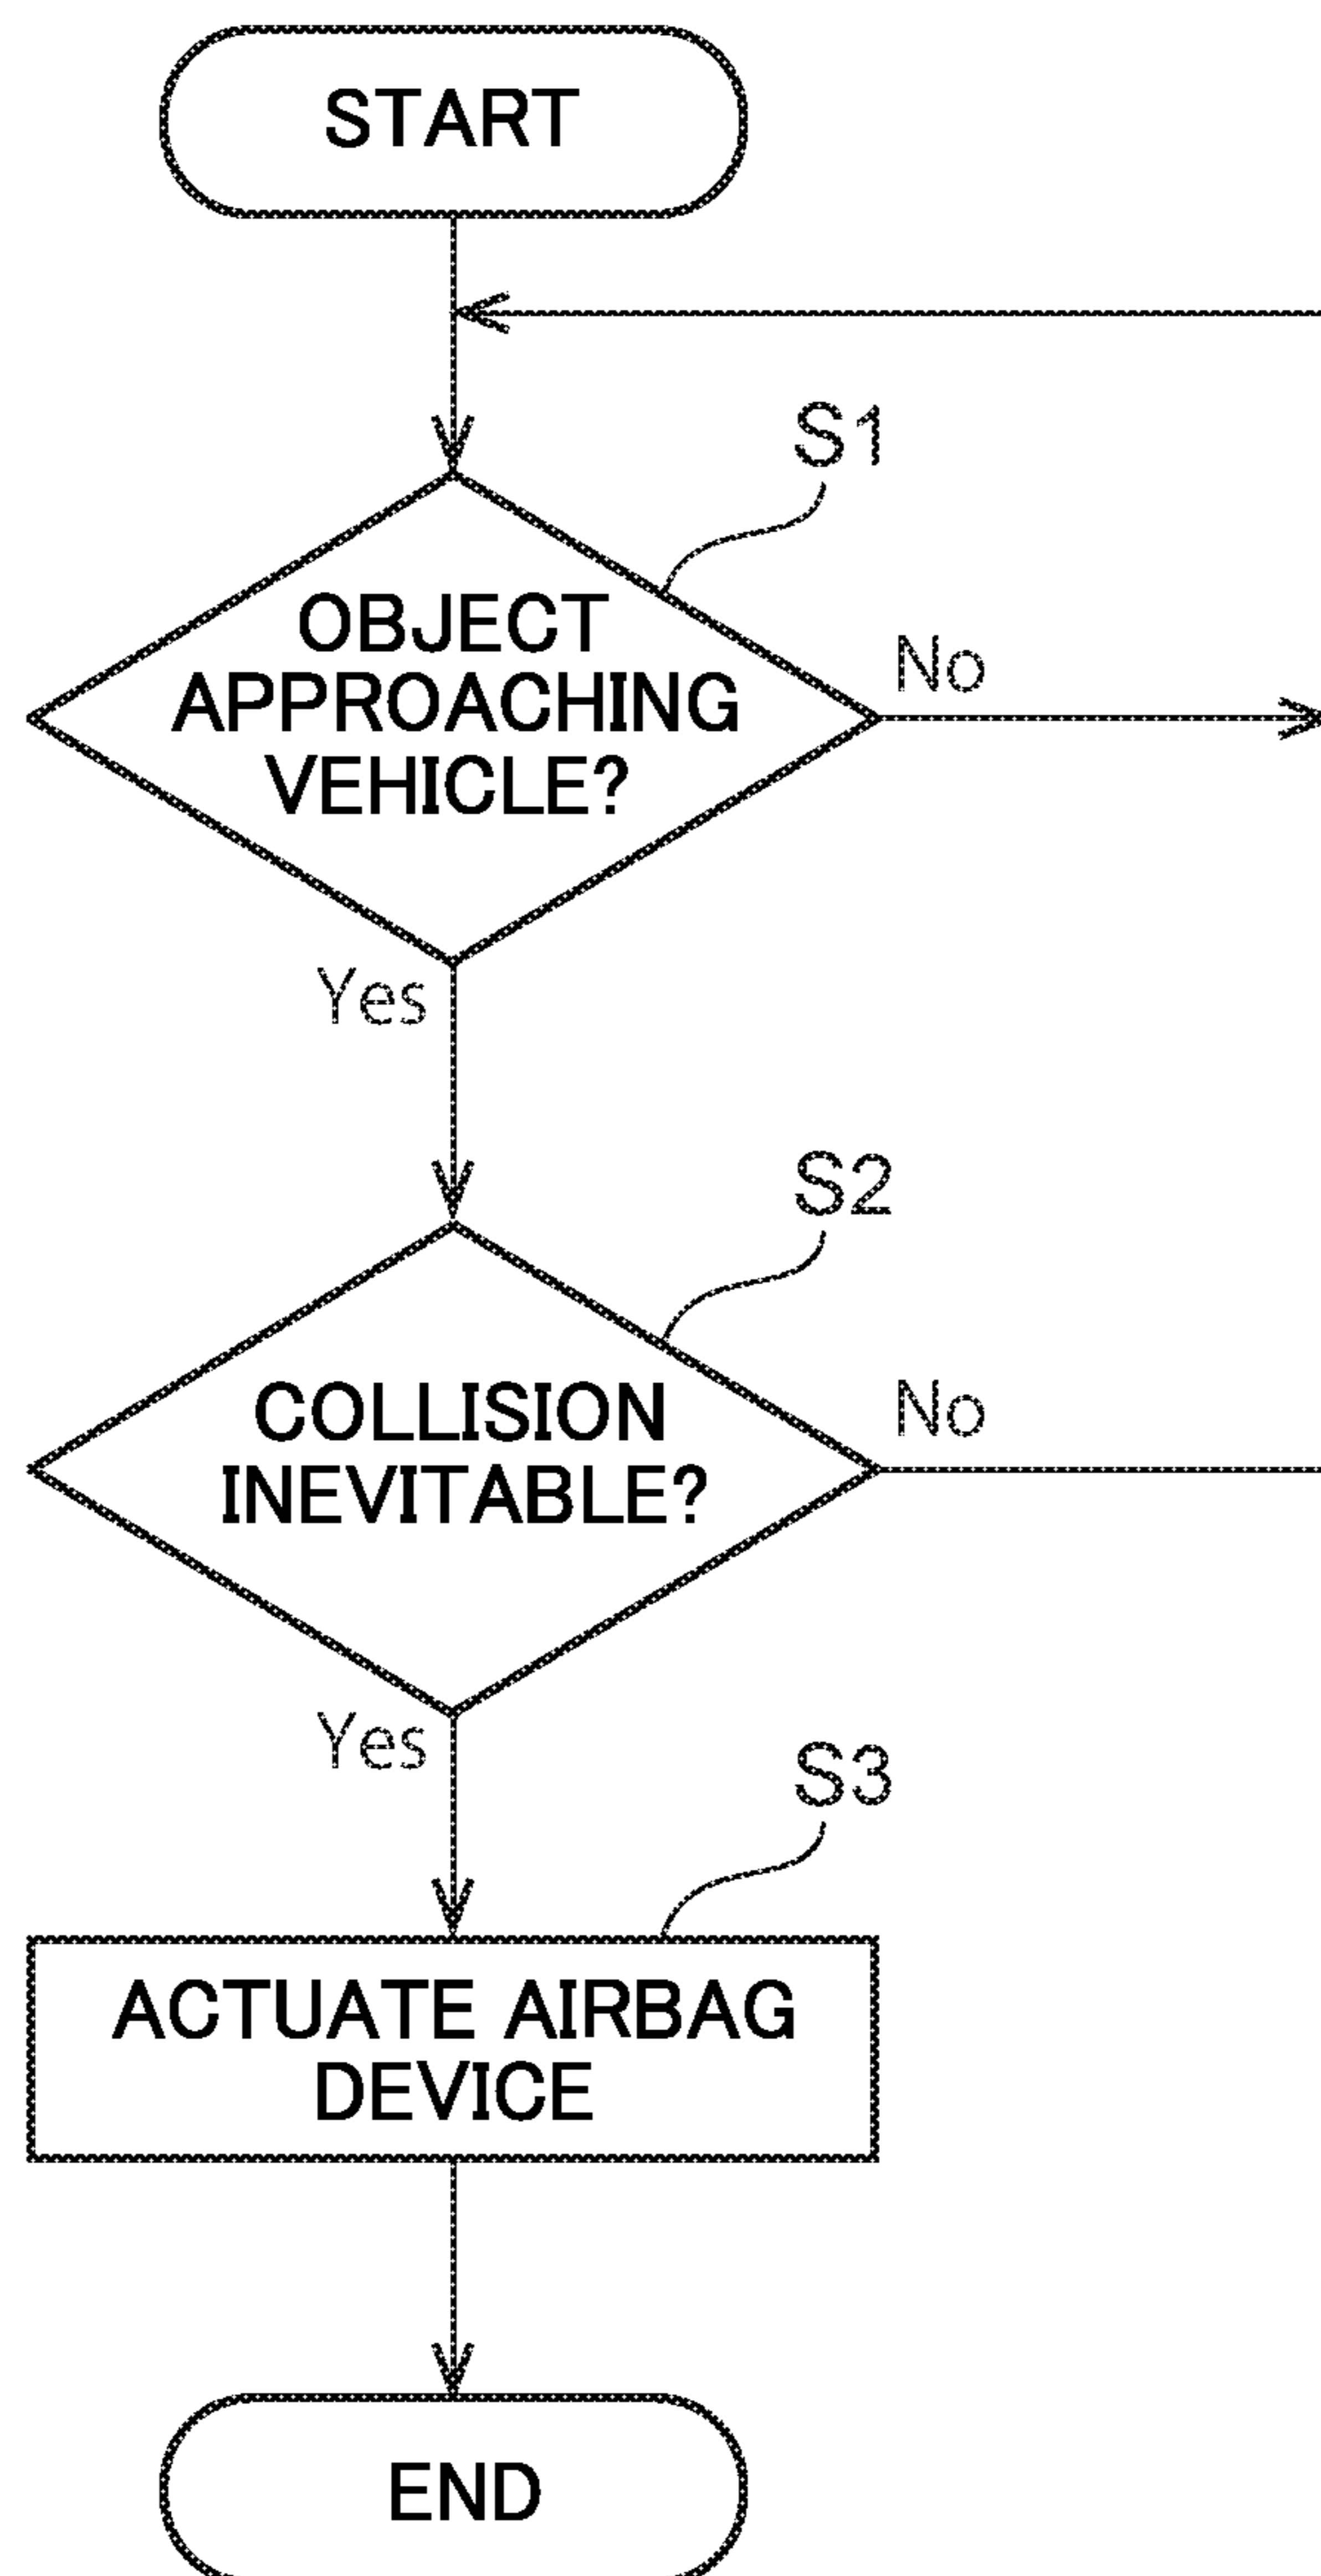 START
S1
OBJECT
APPROACHING
VEHICLE?
No
Yes
S2
COLLISION
INEVITABLE?
No
Yes
S3
ACTUATE AIRBAG
DEVICE
END